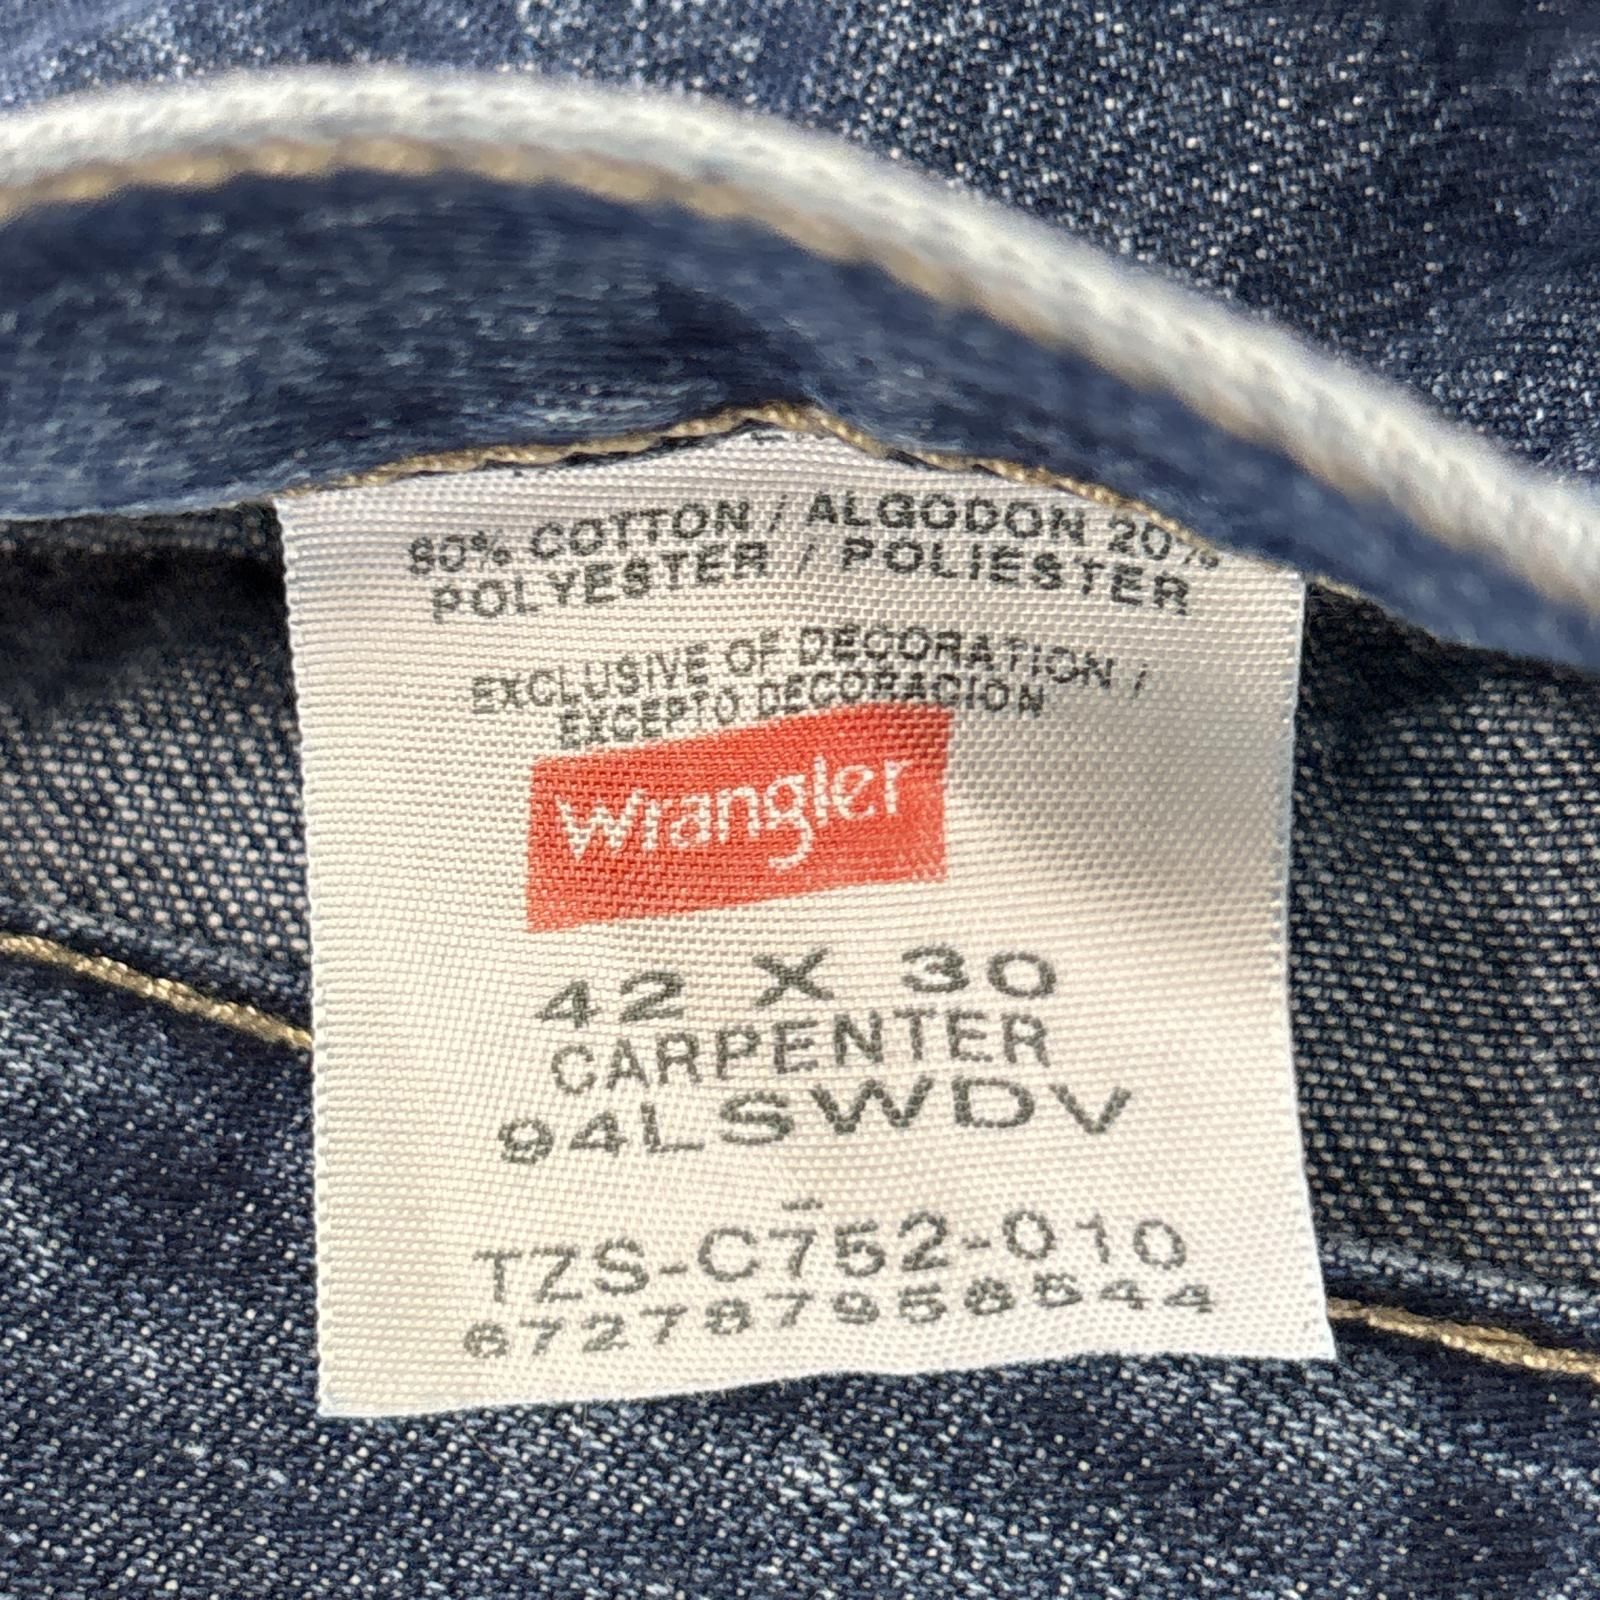 80% COTTON / ALGODON 20%
POLYESTER / POLIESTER
EXCLUSIVE OF DECORATION /
EXCEPTO DECORACION
Wrangler
42 X 30
CARPENTER
94LSWDV
TZS-C752-010